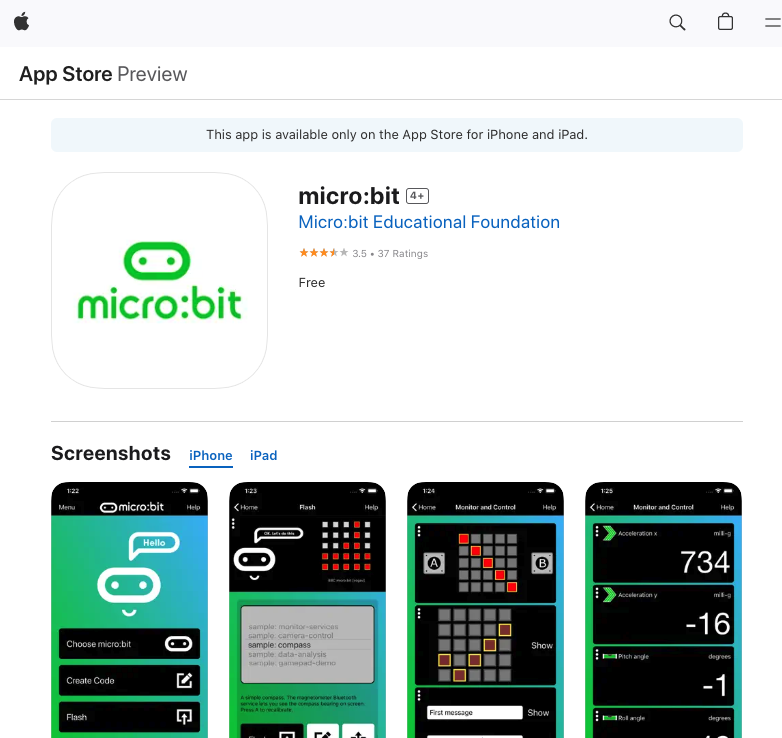 App Store Preview
This app is available only on the App Store for iPhone and iPad.
micro:bit
micro:bit 4+
Micro:bit Educational Foundation
3.5 • 37 Ratings
Free
Screenshots iPhone iPad
1:22
Menu micro:bit Help
Hello
Choose micro:bit
Create Code
Flash
1:23
Home Flash Help
OK. Let's do this
sample: monitor-services
sample: camera-control
sample: compass
sample: data-analysis
sample: gamepad-demo
A simple compass. The magnetometer Bluetooth
service lets you see the compass bearing on screen.
Press A to recalibrate.
1:24
Home Monitor and Control Help
A B
Show
First message Show
1:25
Home Monitor and Control Help
Acceleration x milli-g
734
Acceleration y milli-g
-16
Pitch angle degrees
-1
Roll angle degrees